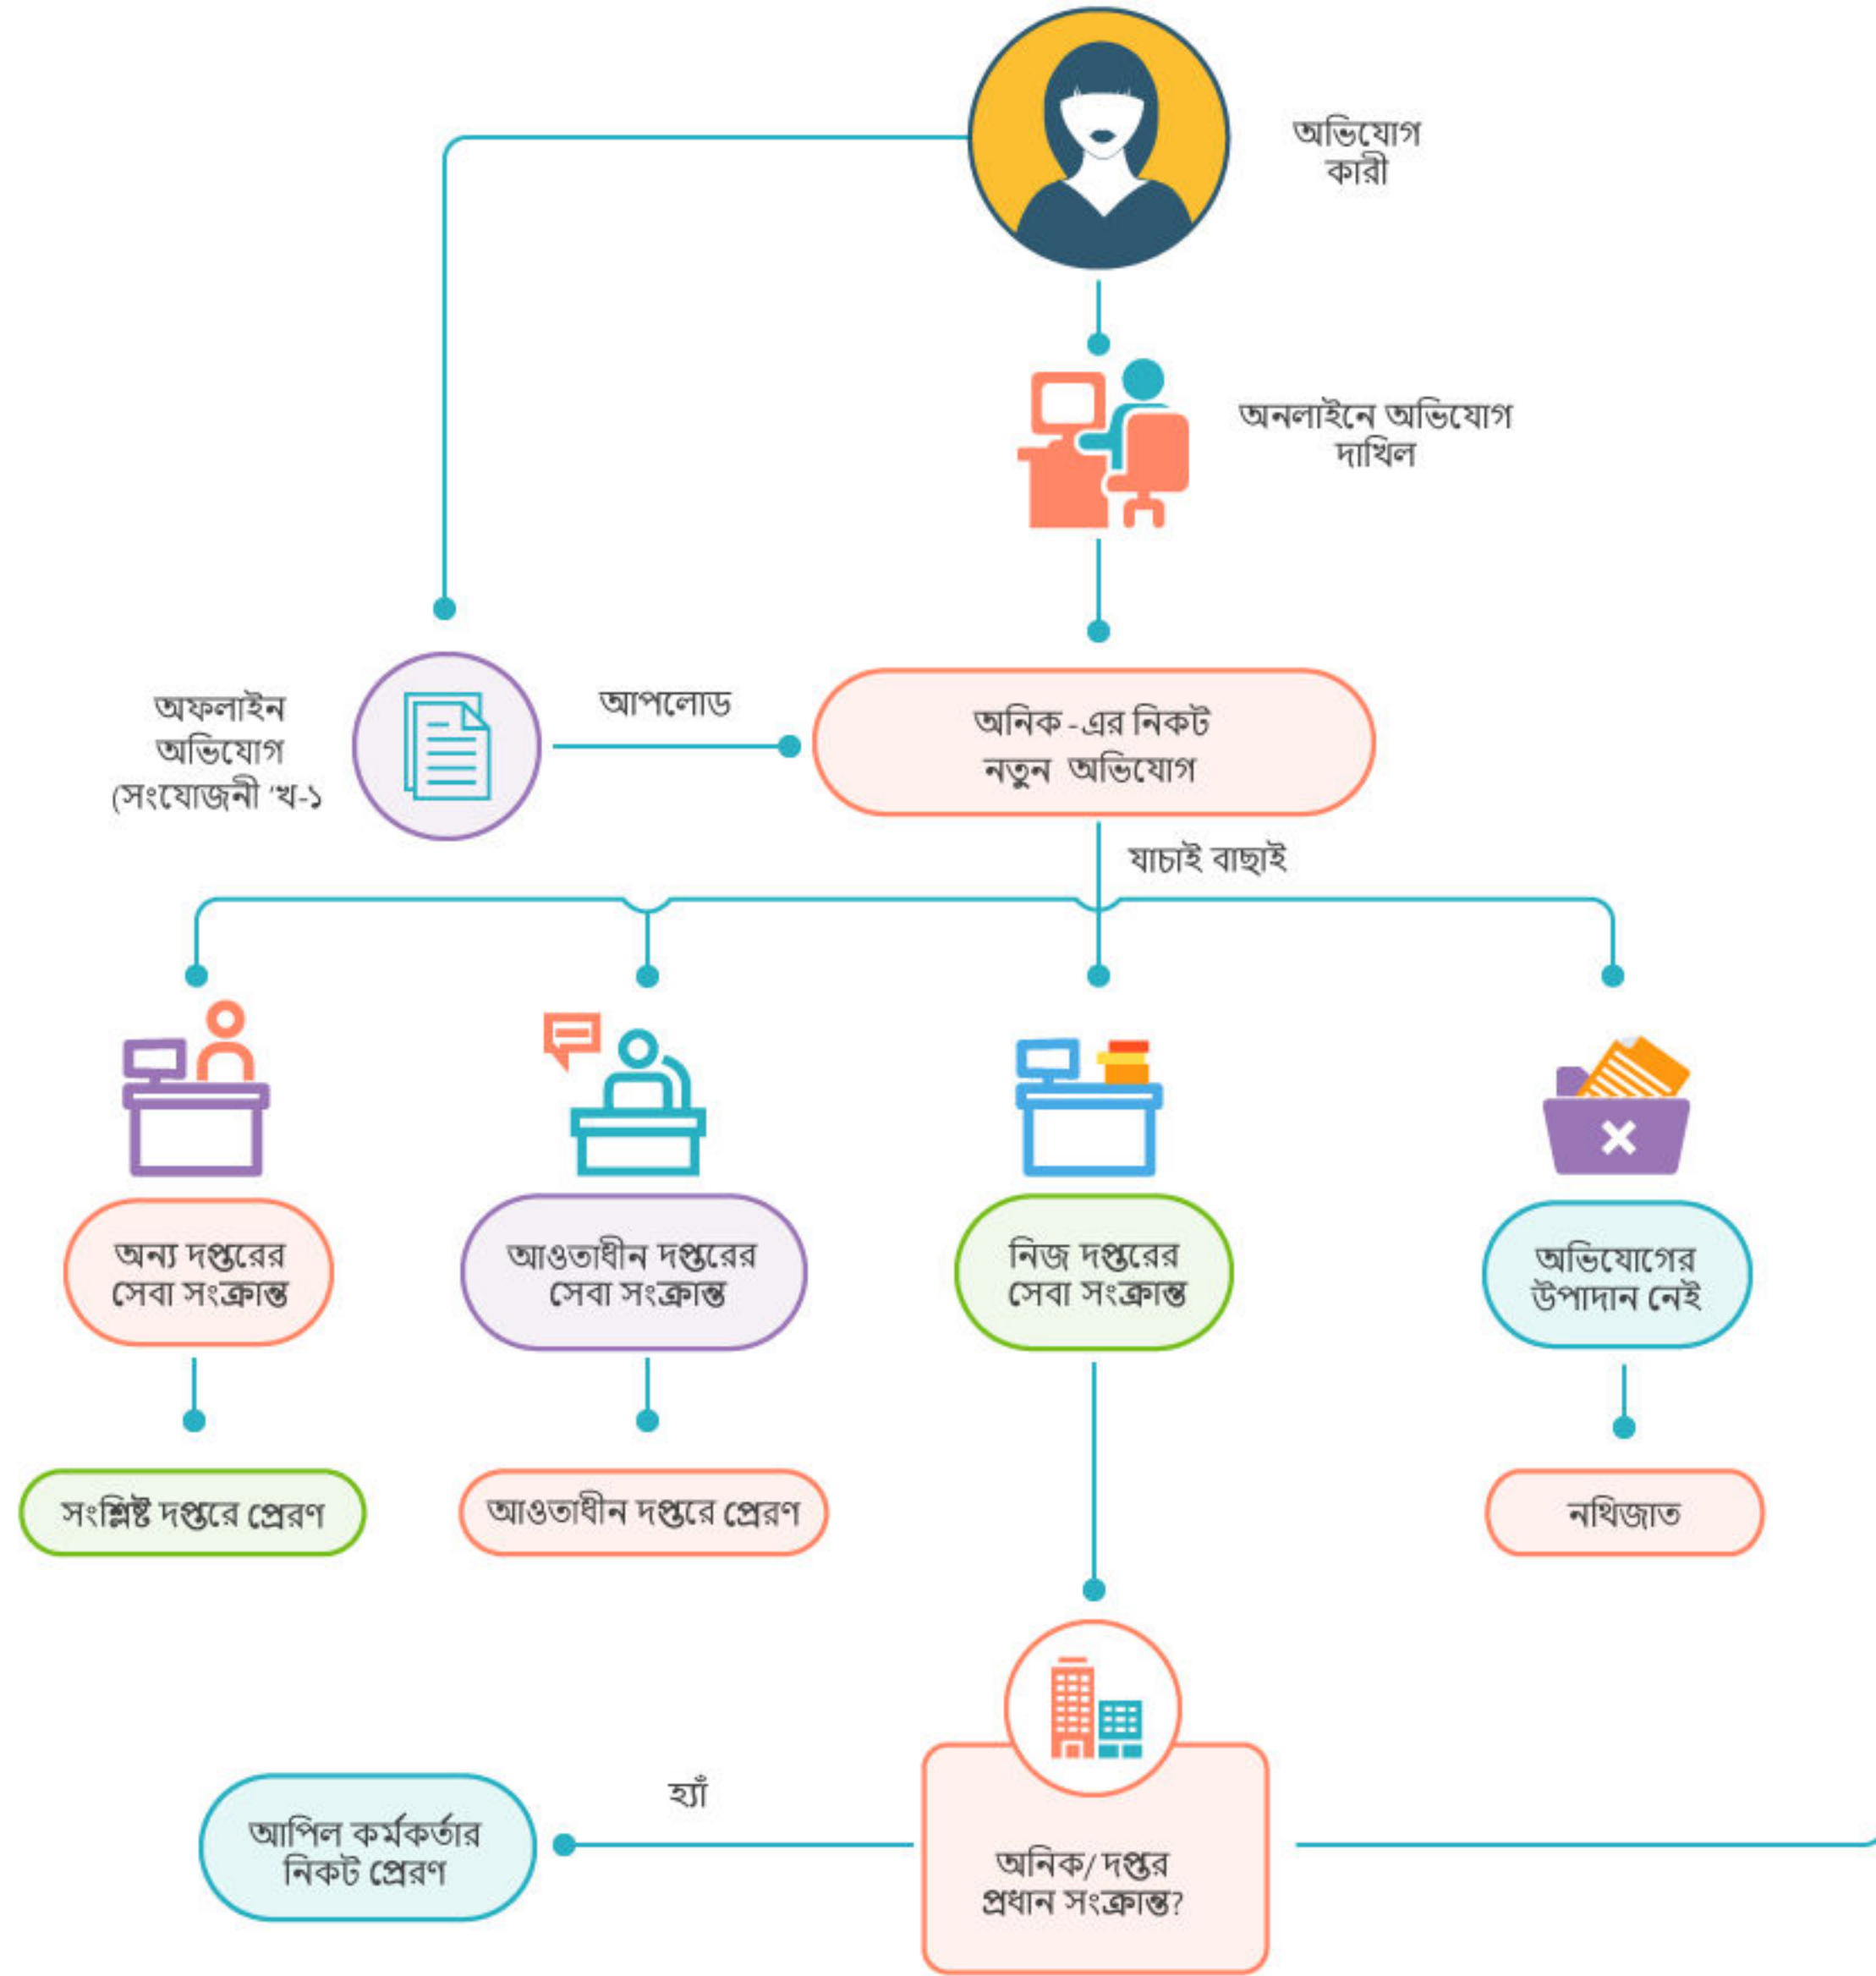 অভিযোগ
কারী
অনলাইনে অভিযোগ
দাখিল
অফলাইন
অভিযোগ
(সংযোজনী ‘খ-১
আপলোড
অনিক -এর নিকট
নতুন অভিযোগ
যাচাই বাছাই
অন্য দপ্তরের
সেবা সংক্রান্ত
আওতাধীন দপ্তরের
সেবা সংক্রান্ত
নিজ দপ্তরের
সেবা সংক্রান্ত
অভিযোগের
উপাদান নেই
সংশ্লিষ্ট দপ্তরে প্রেরণ
আওতাধীন দপ্তরে প্রেরণ
নথিজাত
হ্যাঁ
আপিল কর্মকর্তার
নিকট প্রেরণ
অনিক/ দপ্তর
প্রধান সংক্রান্ত?